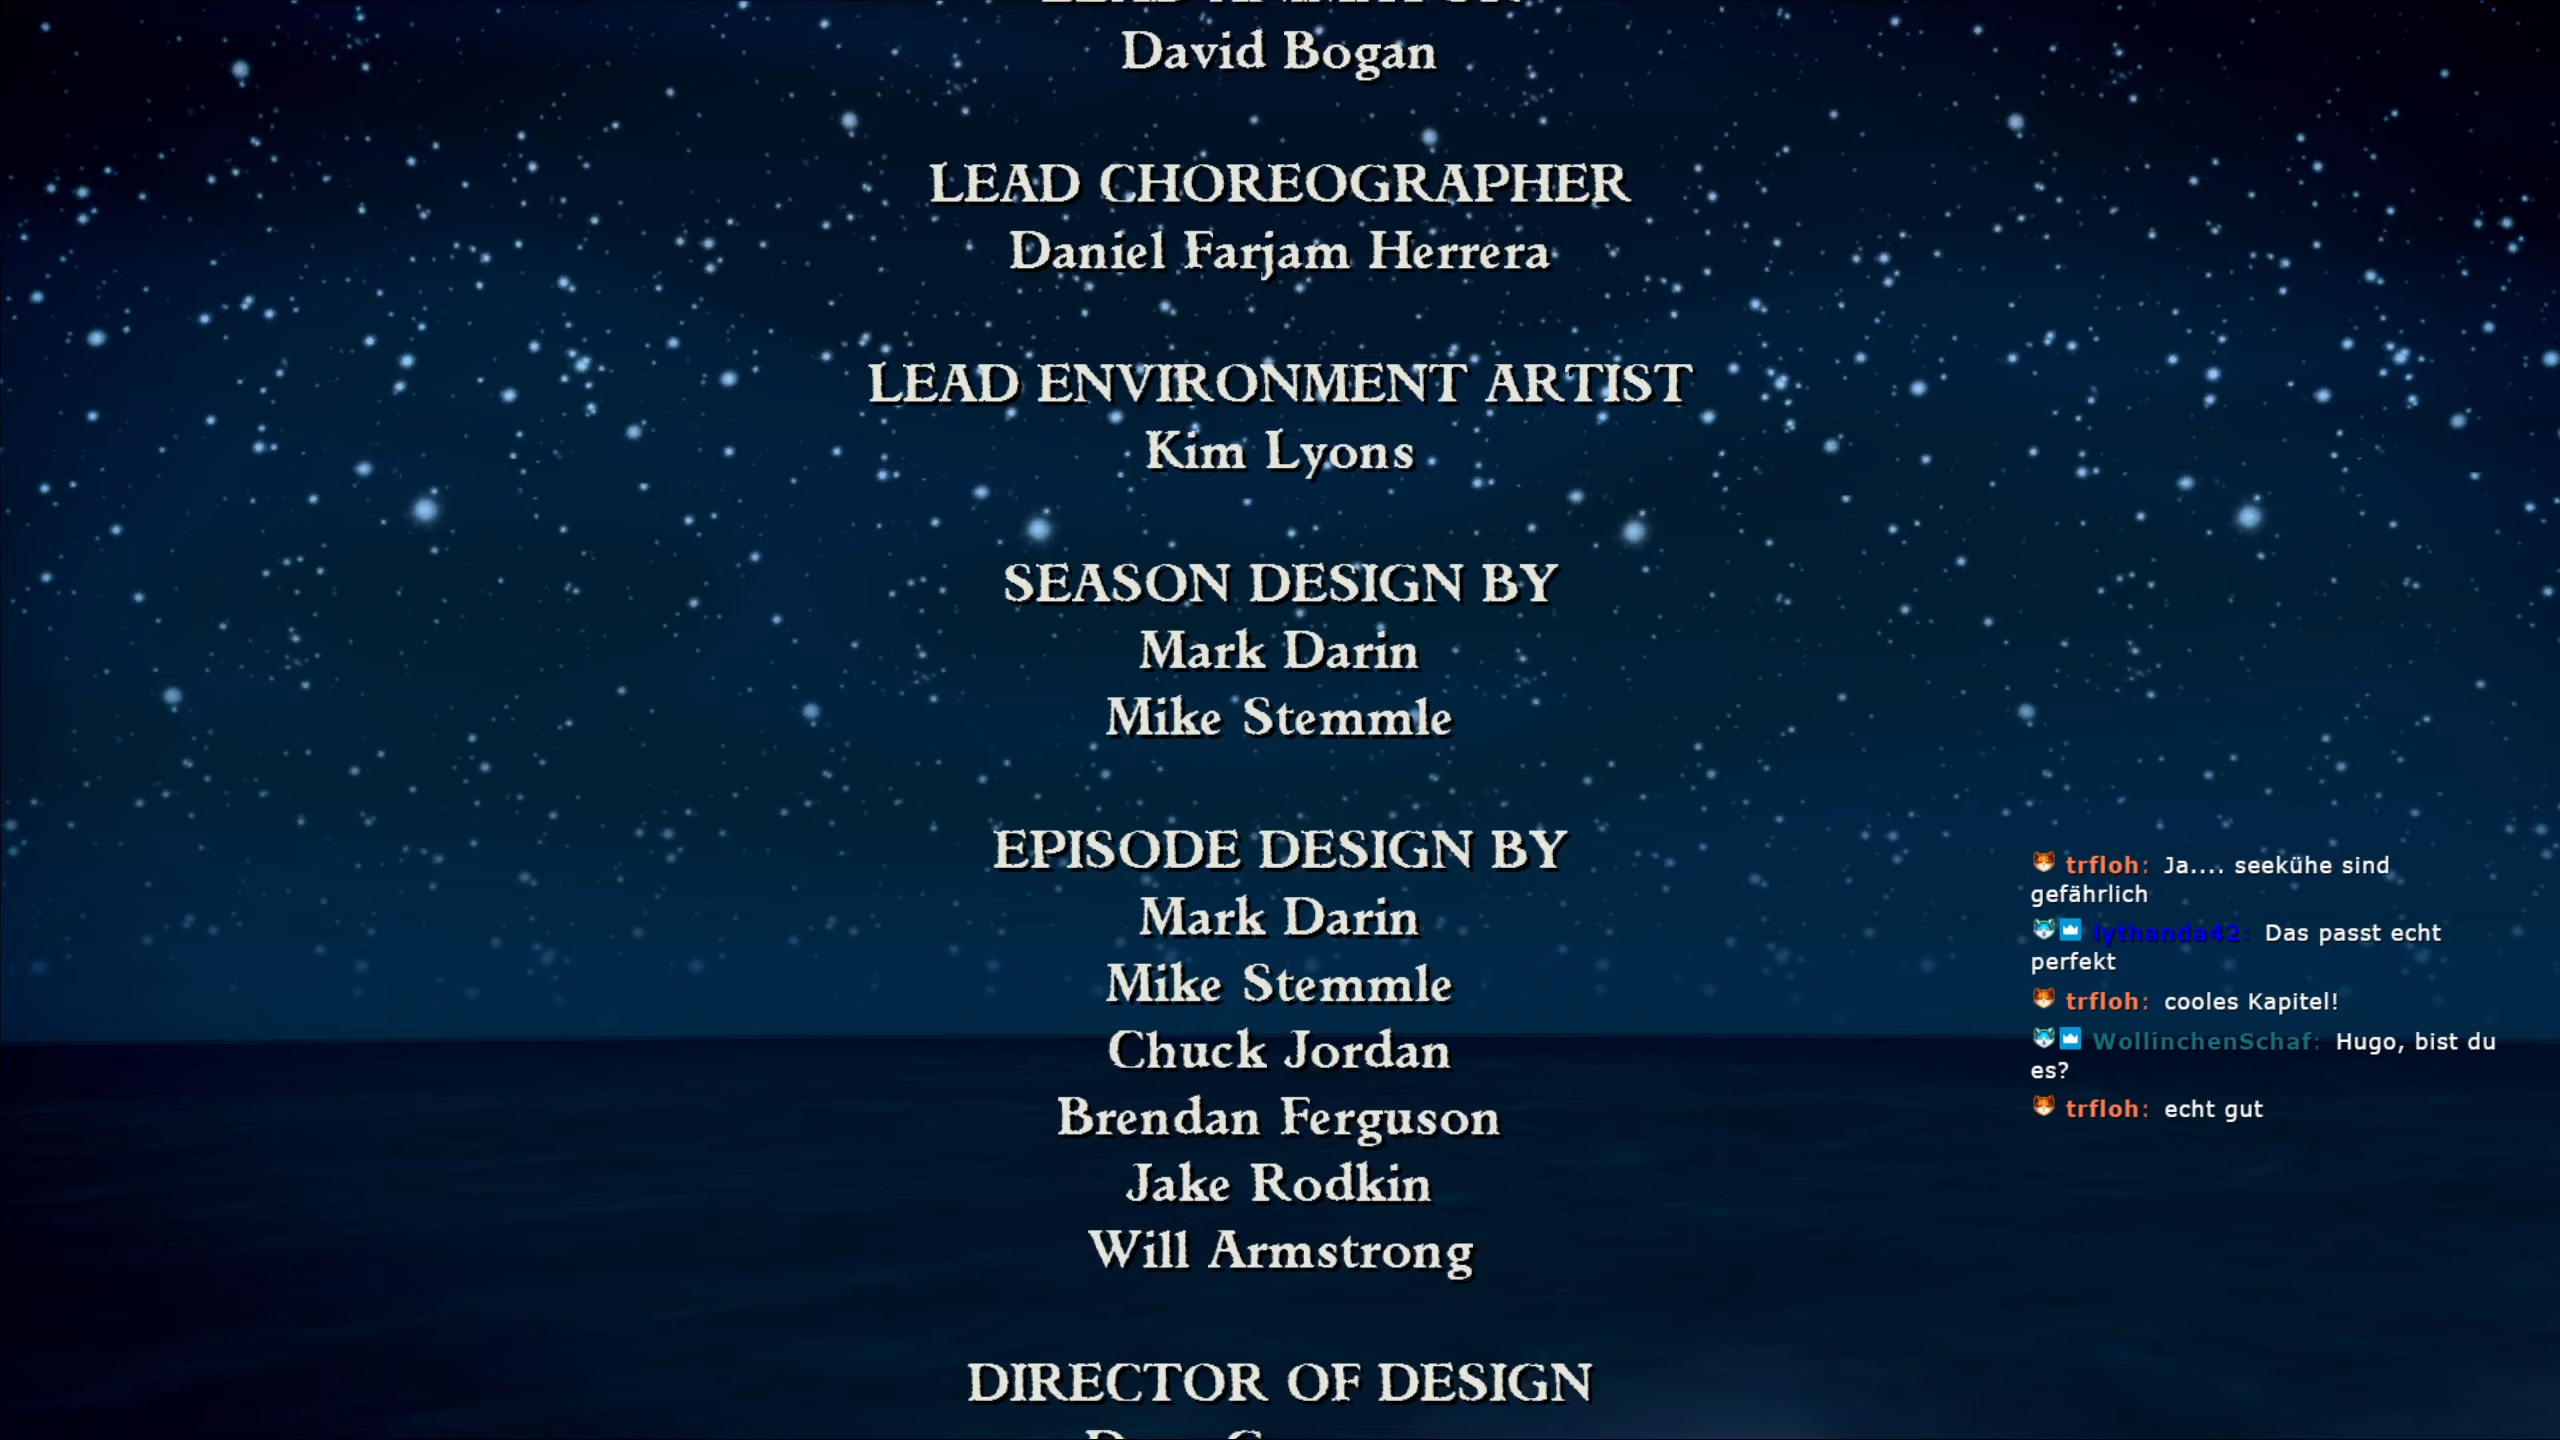 David Bogan
LEAD CHOREOGRAPHER
Daniel Farjam Herrera
LEAD ENVIRONMENT ARTIST
Kim Lyons
SEASON DESIGN BY
Mark Darin
Mike Stemmle
EPISODE DESIGN BY
Mark Darin
Mike Stemmle
Chuck Jordan
Brendan Ferguson
Jake Rodkin
Will Armstrong
DIRECTOR OF DESIGN
trfloh: Ja.... seekühe sind
gefährlich
lythanda42: Das passt echt
perfekt
trfloh: cooles Kapitel!
WollinchenSchaf: Hugo, bist du
es?
trfloh: echt gut